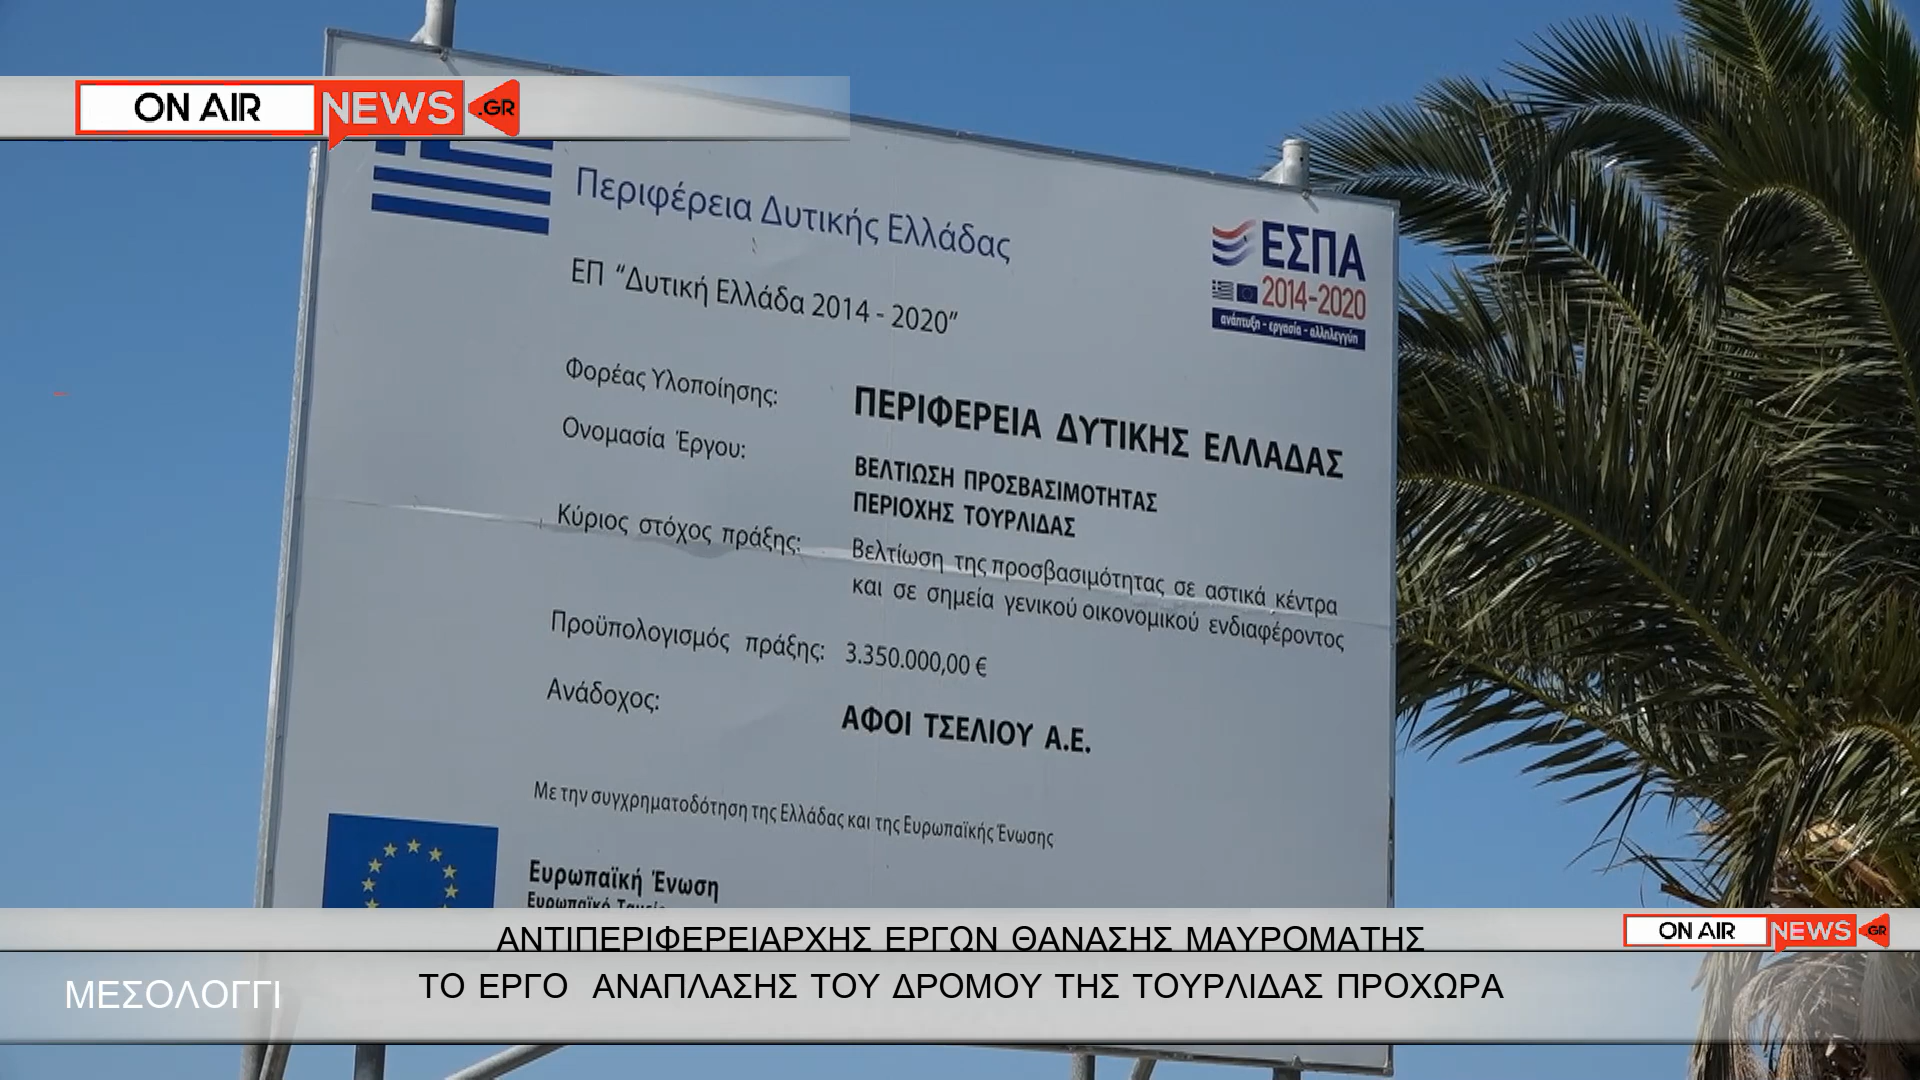 ON AIR NEWS .GR
Περιφέρεια Δυτικής Ελλάδας
ΕΣΠΑ
2014-2020
ανάπτυξη - εργασία - αλληλεγγύη
ΕΠ “Δυτική Ελλάδα 2014 - 2020”
Φορέας Υλοποίησης: ΠΕΡΙΦΕΡΕΙΑ ΔΥΤΙΚΗΣ ΕΛΛΑΔΑΣ
Ονομασία Έργου: ΒΕΛΤΙΩΣΗ ΠΡΟΣΒΑΣΙΜΟΤΗΤΑΣ
ΠΕΡΙΟΧΗΣ ΤΟΥΡΛΙΔΑΣ
Κύριος στόχος πράξης: Βελτίωση της προσβασιμότητας σε αστικά κέντρα
και σε σημεία γενικού οικονομικού ενδιαφέροντος
Προϋπολογισμός πράξης: 3.350.000,00 €
Ανάδοχος: ΑΦΟΙ ΤΣΕΛΙΟΥ Α.Ε.
Με την συγχρηματοδότηση της Ελλάδας και της Ευρωπαϊκής Ένωσης
Ευρωπαϊκή Ένωση
Ευρωπαϊκό Ταμείο
ΑΝΤΙΠΕΡΙΦΕΡΕΙΑΡΧΗΣ ΕΡΓΩΝ ΘΑΝΑΣΗΣ ΜΑΥΡΟΜΑΤΗΣ
ON AIR NEWS .GR
ΜΕΣΟΛΟΓΓΙ
ΤΟ ΕΡΓΟ ΑΝΑΠΛΑΣΗΣ ΤΟΥ ΔΡΟΜΟΥ ΤΗΣ ΤΟΥΡΛΙΔΑΣ ΠΡΟΧΩΡΑ